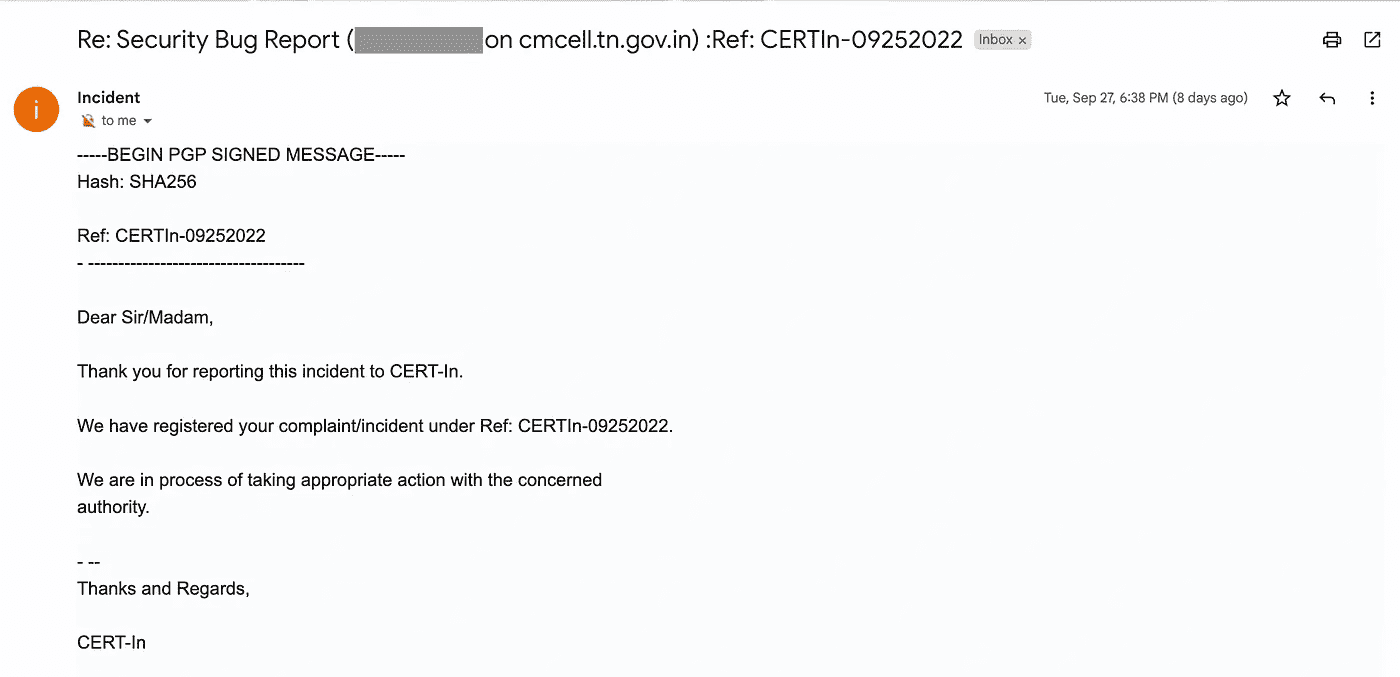 Re: Security Bug Report ( on cmcell.tn.gov.in) :Ref: CERTIn-09252022 Inbox ×
i
Incident
Tue, Sep 27, 6:38 PM (8 days ago)
to me
-----BEGIN PGP SIGNED MESSAGE-----
Hash: SHA256
Ref: CERTIn-09252022
- ------------------------------------
Dear Sir/Madam,
Thank you for reporting this incident to CERT-In.
We have registered your complaint/incident under Ref: CERTIn-09252022.
We are in process of taking appropriate action with the concerned
authority.
- --
Thanks and Regards,
CERT-In